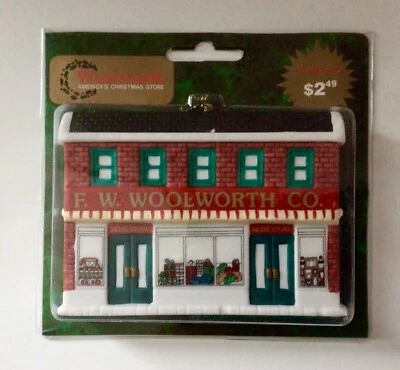 Woolworth
AMERICA'S CHRISTMAS STORE
$2.49
F. W. WOOLWORTH CO.